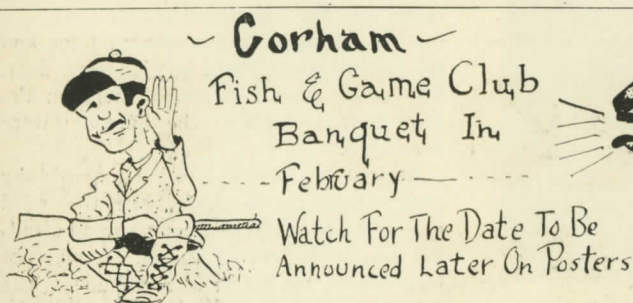 ~ Gorham ~
Fish & Game Club
Banquet In
February
Watch For The Date To Be
Announced Later On Posters